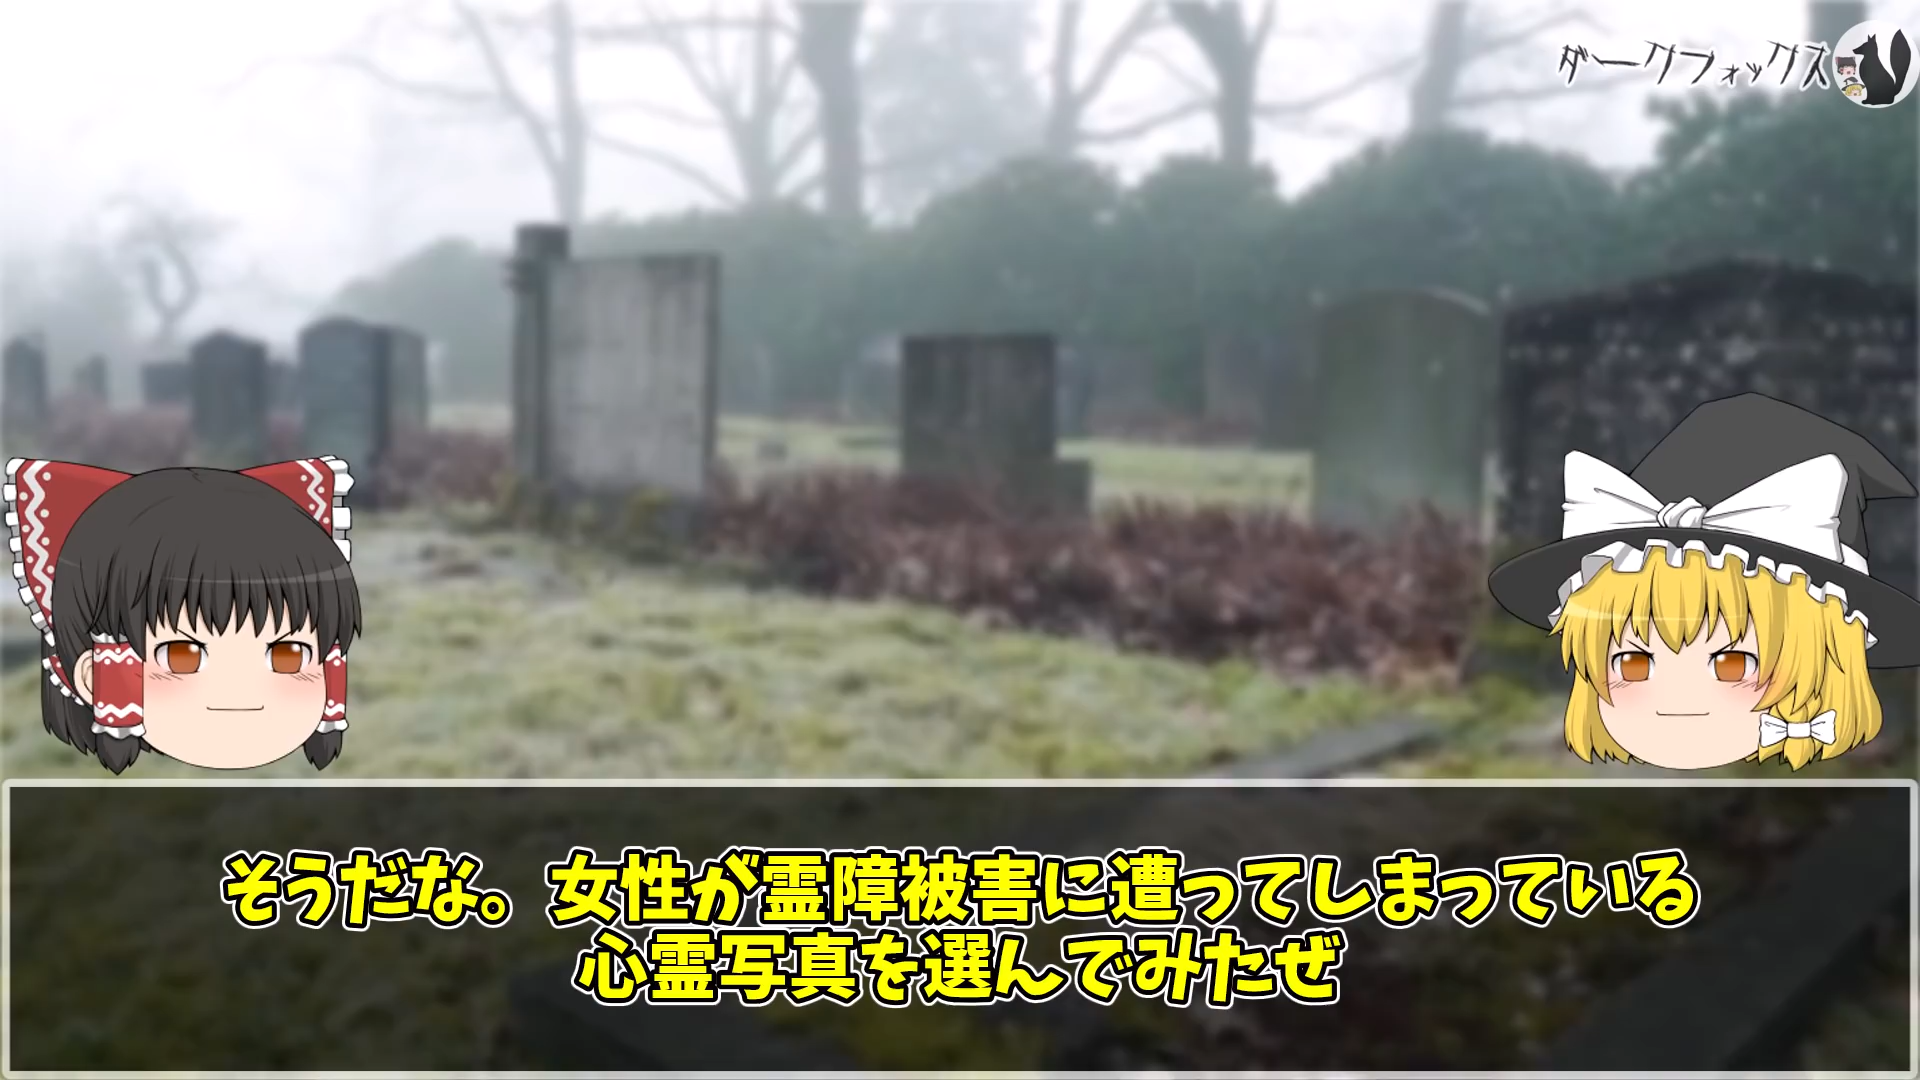 ダークフォックス
そうだな。女性が霊障被害に遭ってしまっている
心霊写真を選んでみたぜ